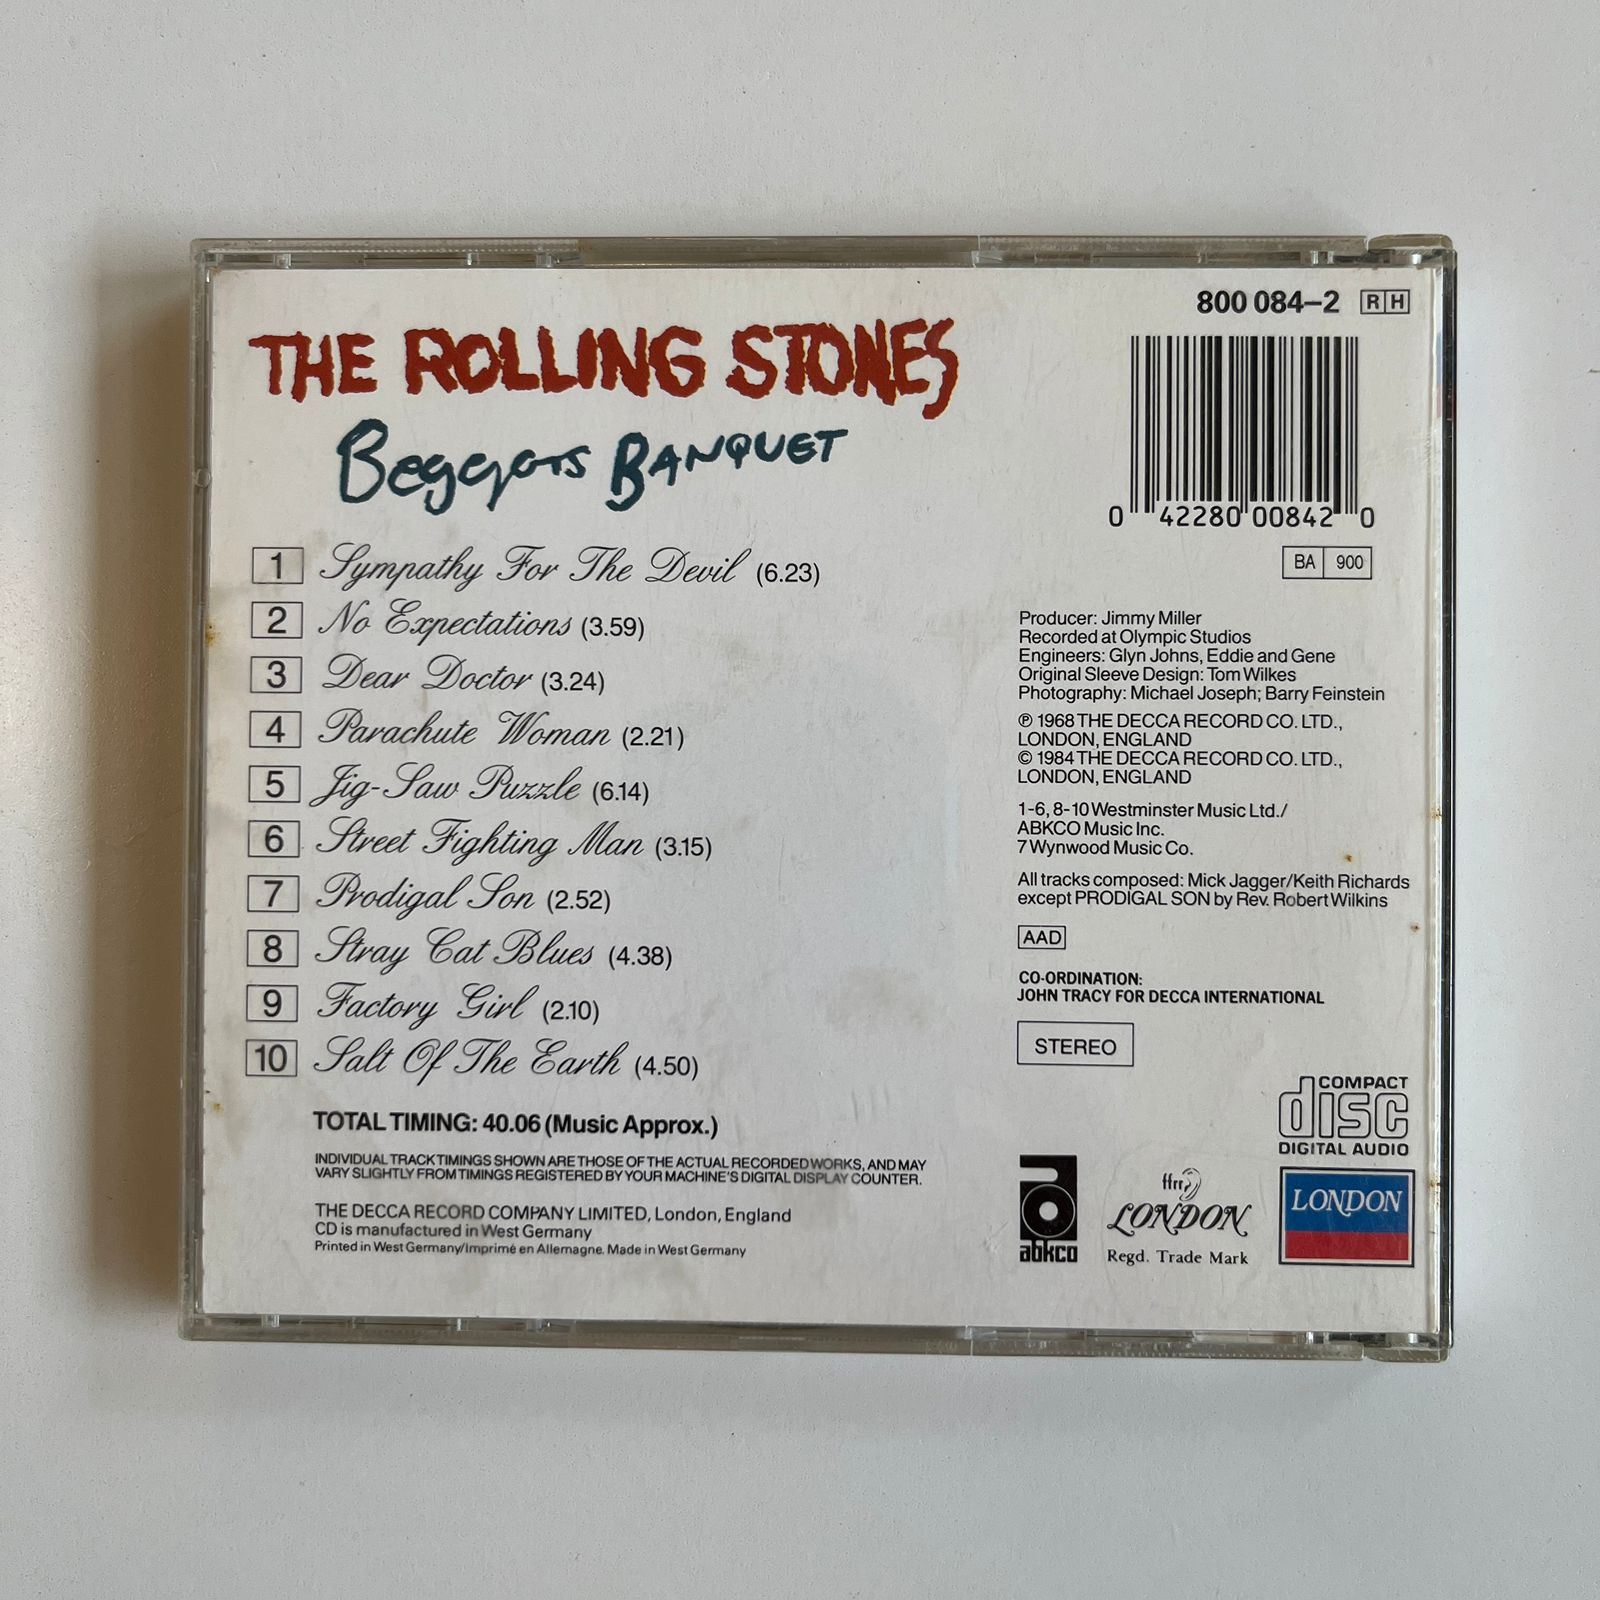 800 084–2 R H
THE ROLLING STONES
Beggars BANQUET
0 42280 00842 0
BA 900
1 Sympathy For The Devil (6.23)
2 No Expectations (3.59)
3 Dear Doctor (3.24)
4 Parachute Woman (2.21)
5 Jig-Saw Puzzle (6.14)
6 Street Fighting Man (3.15)
7 Prodigal Son (2.52)
8 Stray Cat Blues (4.38)
9 Factory Girl (2.10)
10 Salt Of The Earth (4.50)
TOTAL TIMING: 40.06 (Music Approx.)
INDIVIDUAL TRACK TIMINGS SHOWN ARE THOSE OF THE ACTUAL RECORDED WORKS, AND MAY
VARY SLIGHTLY FROM TIMINGS REGISTERED BY YOUR MACHINE'S DIGITAL DISPLAY COUNTER.
THE DECCA RECORD COMPANY LIMITED, London, England
CD is manufactured in West Germany
Printed in West Germany/Imprimé en Allemagne. Made in West Germany
Producer: Jimmy Miller
Recorded at Olympic Studios
Engineers: Glyn Johns, Eddie and Gene
Original Sleeve Design: Tom Wilkes
Photography: Michael Joseph; Barry Feinstein
℗ 1968 THE DECCA RECORD CO. LTD.,
LONDON, ENGLAND
© 1984 THE DECCA RECORD CO. LTD.,
LONDON, ENGLAND
1-6, 8-10 Westminster Music Ltd./
ABKCO Music Inc.
7 Wynwood Music Co.
All tracks composed: Mick Jagger/Keith Richards
except PRODIGAL SON by Rev. Robert Wilkins
AAD
CO-ORDINATION:
JOHN TRACY FOR DECCA INTERNATIONAL
STEREO
COMPACT
disc
DIGITAL AUDIO
abkco
ffrr
LONDON
Regd. Trade Mark
LONDON